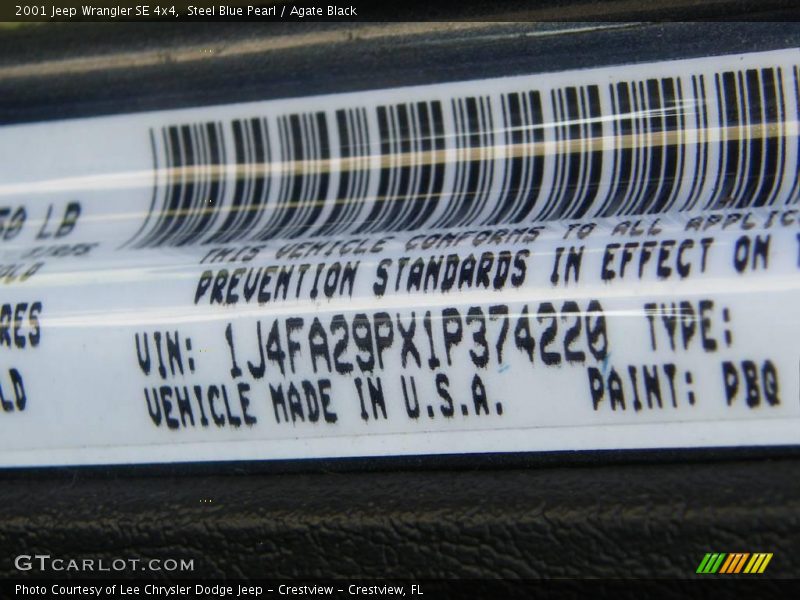 2001 Jeep Wrangler SE 4x4, Steel Blue Pearl / Agate Black
50 LB
THIS VEHICLE CONFORMS TO ALL APPLIC
PREVENTION STANDARDS IN EFFECT ON
RES
VIN: 1J4FA29PX1P374220 TYPE:
LD
VEHICLE MADE IN U.S.A. PAINT: PBQ
GTCARLOT.COM
Photo Courtesy of Lee Chrysler Dodge Jeep - Crestview - Crestview, FL